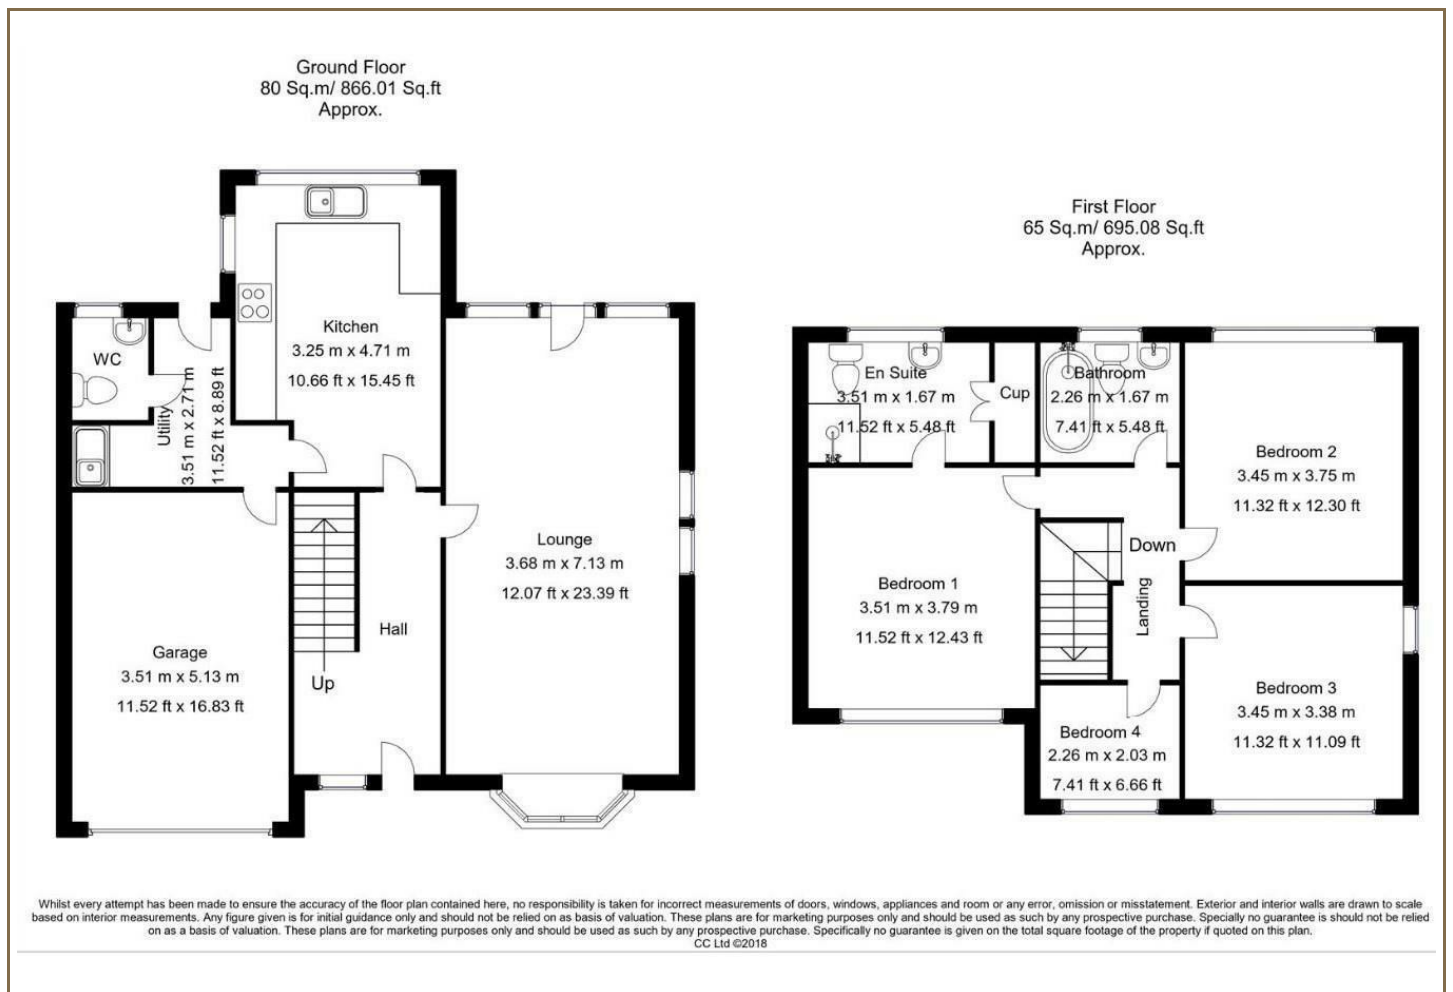 Ground Floor
80 Sq.m/ 866.01 Sq.ft
Approx.
Kitchen
3.25 m x 4.71 m
10.66 ft x 15.45 ft
WC
Utility
3.51 m x 2.71 m
11.52 ft x 8.89 ft
Lounge
3.68 m x 7.13 m
12.07 ft x 23.39 ft
Hall
Up
Garage
3.51 m x 5.13 m
11.52 ft x 16.83 ft
First Floor
65 Sq.m/ 695.08 Sq.ft
Approx.
En Suite
3.51 m x 1.67 m
11.52 ft x 5.48 ft
Cup
Bathroom
2.26 m x 1.67 m
7.41 ft x 5.48 ft
Bedroom 2
3.45 m x 3.75 m
11.32 ft x 12.30 ft
Down
Landing
Bedroom 1
3.51 m x 3.79 m
11.52 ft x 12.43 ft
Bedroom 3
3.45 m x 3.38 m
11.32 ft x 11.09 ft
Bedroom 4
2.26 m x 2.03 m
7.41 ft x 6.66 ft
Whilst every attempt has been made to ensure the accuracy of the floor plan contained here, no responsibility is taken for incorrect measurements of doors, windows, appliances and room or any error, omission or misstatement. Exterior and interior walls are drawn to scale
based on interior measurements. Any figure given is for initial guidance only and should not be relied on as basis of valuation. These plans are for marketing purposes only and should be used as such by any prospective purchase. Specially no guarantee is should not be relied
on as a basis of valuation. These plans are for marketing purposes only and should be used as such by any prospective purchase. Specifically no guarantee is given on the total square footage of the property if quoted on this plan.
CC Ltd ©2018